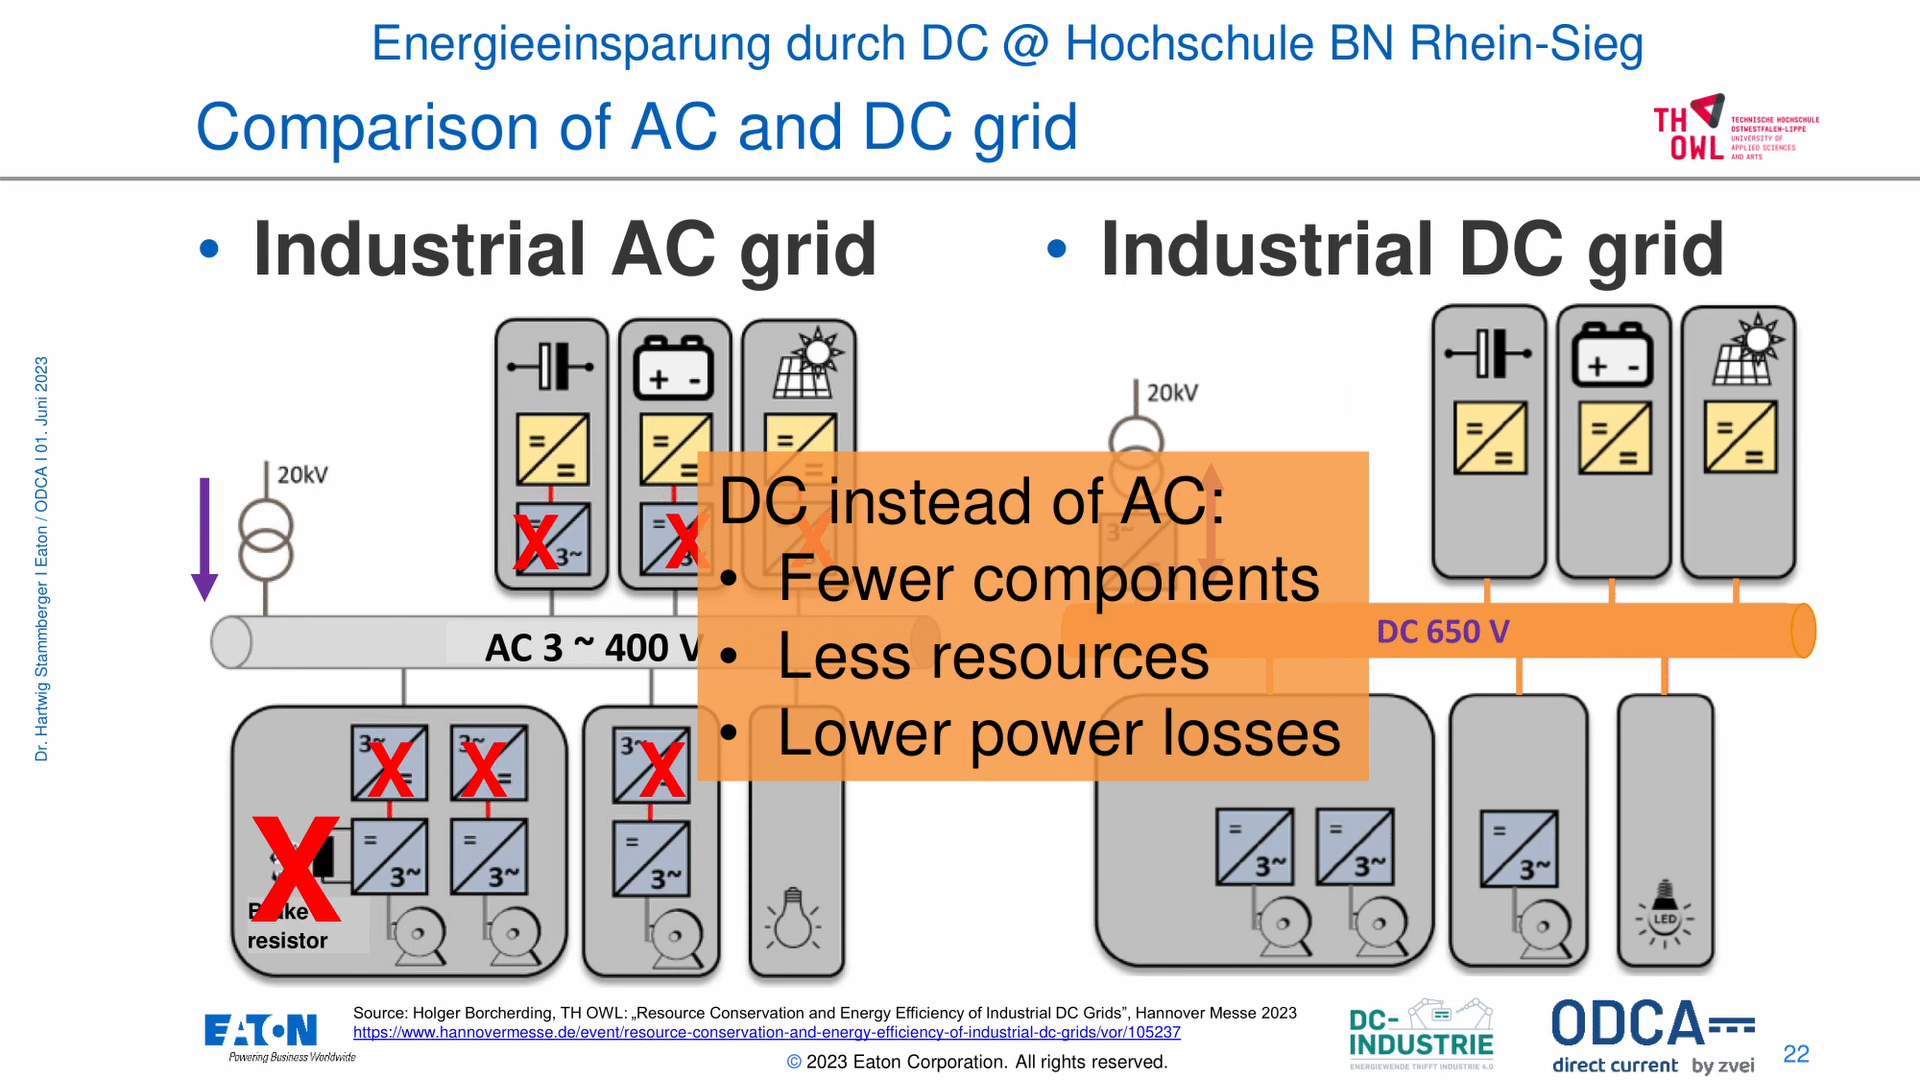 Energieeinsparung durch DC @ Hochschule BN Rhein-Sieg
Comparison of AC and DC grid
TH OWL
TECHNISCHE HOCHSCHULE
OSTWESTFALEN-LIPPE
UNIVERSITY OF
APPLIED SCIENCES
AND ARTS
Dr. Hartwig Stammberger I Eaton / ODCA I 01. Juni 2023
• Industrial AC grid
20kV
AC 3 ~ 400 V
resistor
• Industrial DC grid
20kV
DC 650 V
LED
DC instead of AC:
• Fewer components
• Less resources
• Lower power losses
EATON
Powering Business Worldwide
Source: Holger Borcherding, TH OWL: „Resource Conservation and Energy Efficiency of Industrial DC Grids”, Hannover Messe 2023
https://www.hannovermesse.de/event/resource-conservation-and-energy-efficiency-of-industrial-dc-grids/vor/105237
© 2023 Eaton Corporation. All rights reserved.
DC-
INDUSTRIE
ENERGIEWENDE TRIFFT INDUSTRIE 4.0
ODCA
direct current by zvei
22